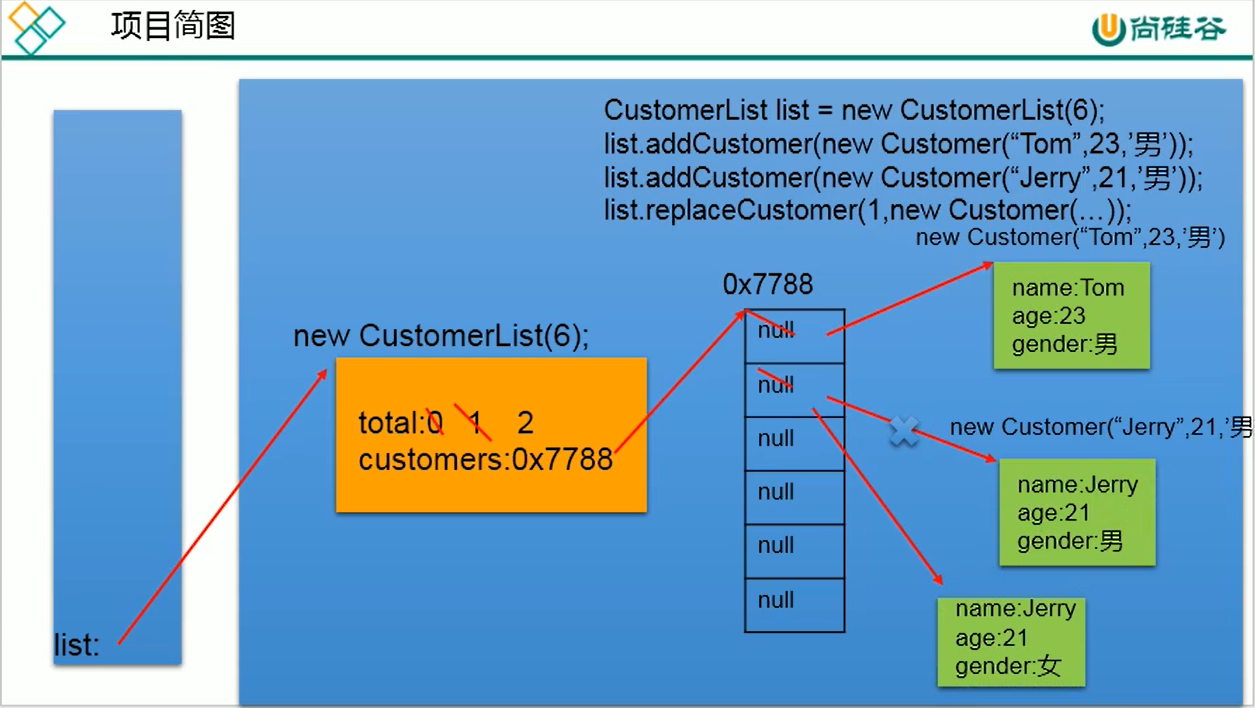 项目简图
尚硅谷
CustomerList list = new CustomerList(6);
list.addCustomer(new Customer(“Tom”,23,’男’));
list.addCustomer(new Customer(“Jerry”,21,’男’));
list.replaceCustomer(1,new Customer(…));
new Customer(“Tom”,23,’男’)
0x7788
name:Tom
age:23
gender:男
new CustomerList(6);
total:0 1 2
customers:0x7788
null
null
null
null
null
null
new Customer(“Jerry”,21,’男
name:Jerry
age:21
gender:男
name:Jerry
age:21
gender:女
list: